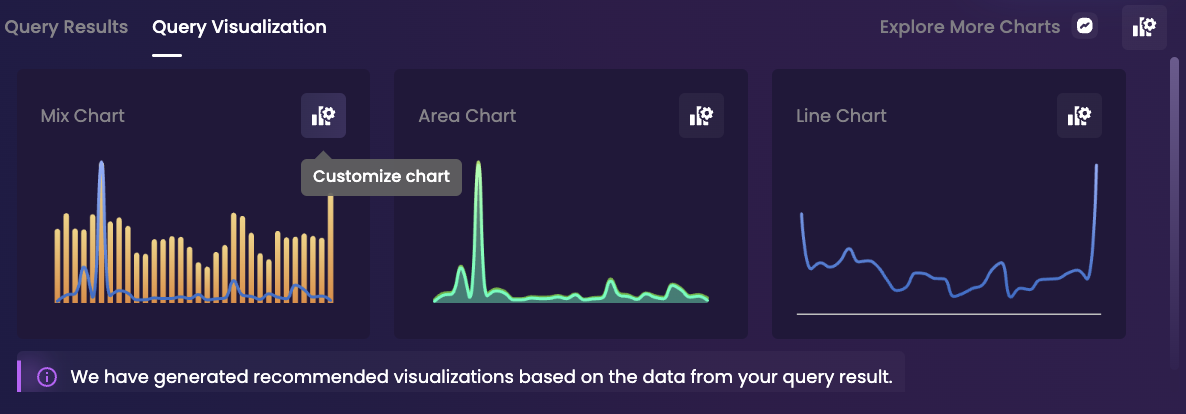 Query Results
Query Visualization
Explore More Charts
Mix Chart
Area Chart
Line Chart
Customize chart
We have generated recommended visualizations based on the data from your query result.